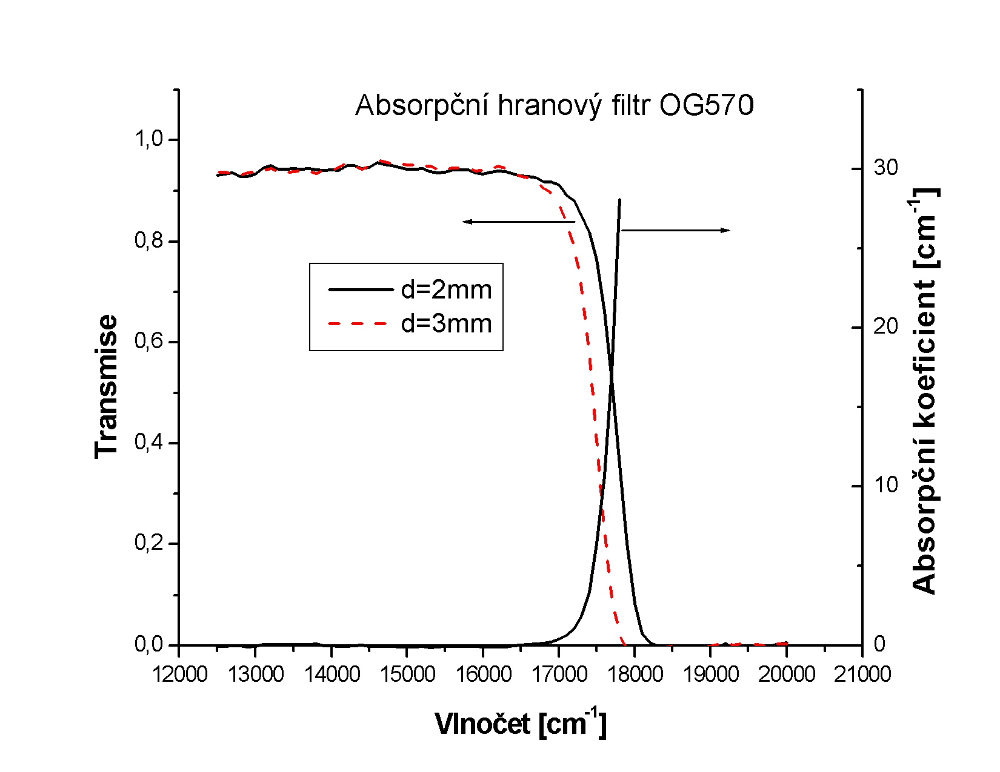 Absorpční hranový filtr OG570
1,0
0,8
0,6
0,4
0,2
0,0
Transmise
d=2mm
d=3mm
30
20
10
0
Absorpční koeficient [cm-1]
12000 13000 14000 15000 16000 17000 18000 19000 20000 21000
Vlnočet [cm-1]